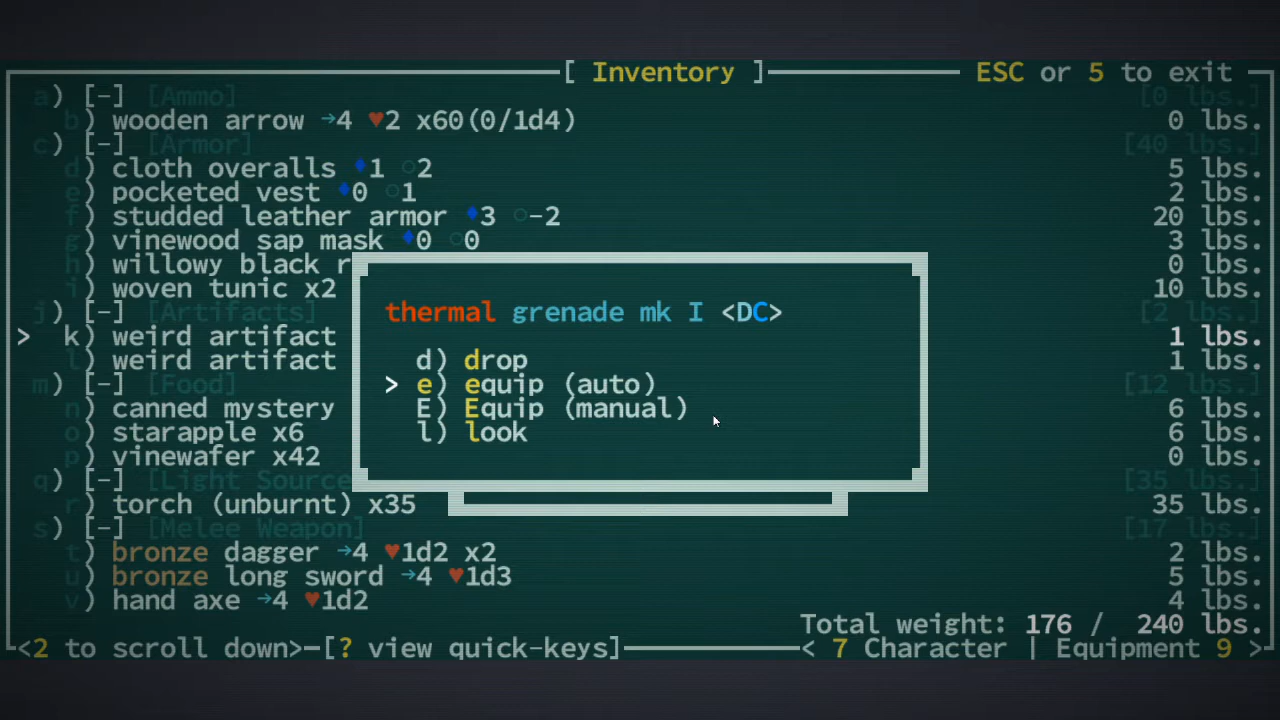 [ Inventory ] ESC or 5 to exit
a) [-] [Ammo] [0 lbs.]
b) wooden arrow →4 ♥2 x60(0/1d4) 0 lbs.
c) [-] [Armor] [40 lbs.]
d) cloth overalls ♦1 ○2 5 lbs.
e) pocketed vest ♦0 ○1 2 lbs.
f) studded leather armor ♦3 ○-2 20 lbs.
g) vinewood sap mask ♦0 ○0 3 lbs.
h) willowy black r 0 lbs.
i) woven tunic x2 10 lbs.
j) [-] [Artifacts] [2 lbs.]
> k) weird artifact 1 lbs.
l) weird artifact 1 lbs.
m) [-] [Food] [12 lbs.]
n) canned mystery 6 lbs.
o) starapple x6 6 lbs.
p) vinewafer x42 0 lbs.
q) [-] [Light Source [35 lbs.]
r) torch (unburnt) x35 35 lbs.
s) [-] [Melee Weapon] [17 lbs.]
t) bronze dagger →4 ♥1d2 x2 2 lbs.
u) bronze long sword →4 ♥1d3 5 lbs.
v) hand axe →4 ♥1d2 4 lbs.
Total weight: 176 / 240 lbs.
<2 to scroll down> [? view quick-keys] < 7 Character | Equipment 9 >
thermal grenade mk I <DC>
d) drop
> e) equip (auto)
E) Equip (manual)
l) look